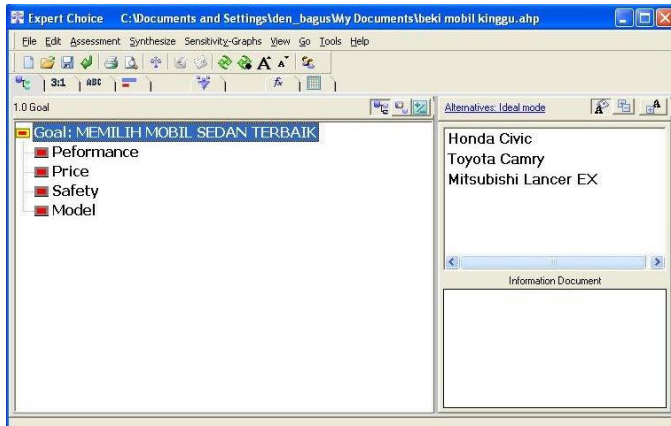 Expert Choice C:\Documents and Settings\den_bagus\My Documents\beki mobil kinggu.ahp
File Edit Assessment Synthesize Sensitivity-Graphs View Go Tools Help
A A
3:1 ABC fx
1.0 Goal
Alternatives: Ideal mode
A A
Goal: MEMILIH MOBIL SEDAN TERBAIK
Peformance
Price
Safety
Model
Honda Civic
Toyota Camry
Mitsubishi Lancer EX
Information Document